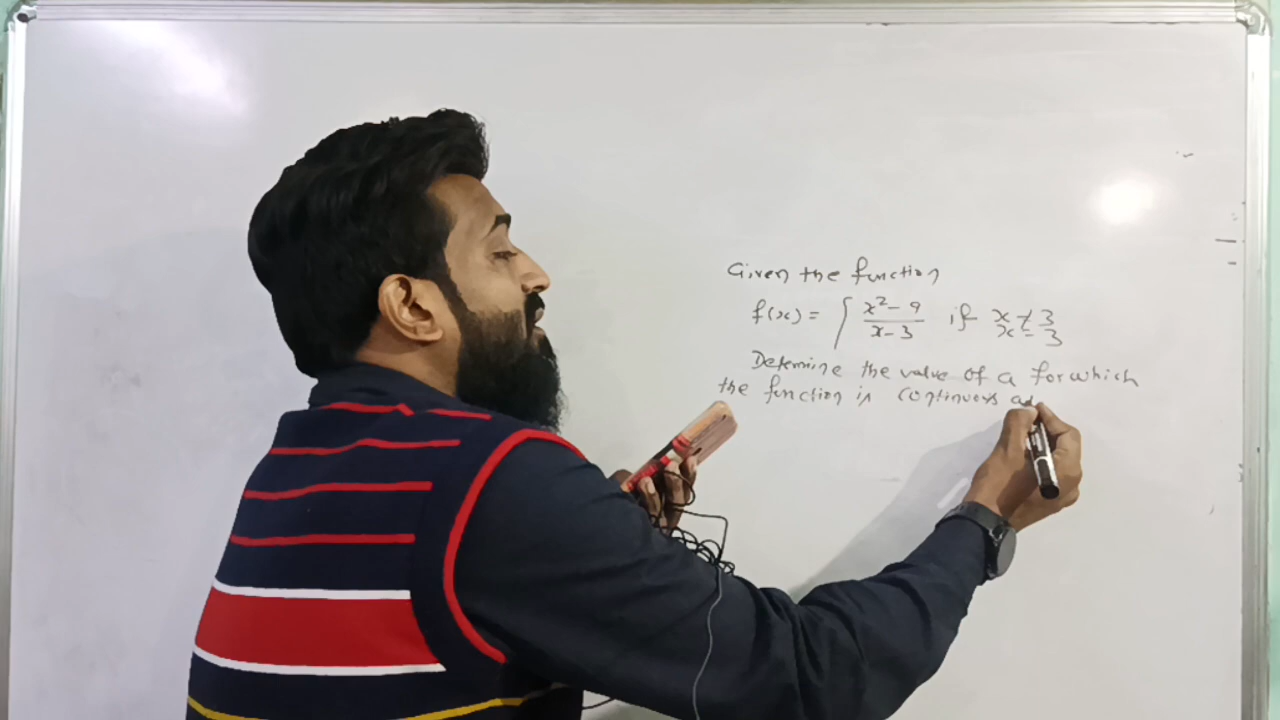 Given the function
f(x) = { x² - 9 / x - 3 if x ≠ 3
x = 3
Determine the value of a for which
the function is continuous at